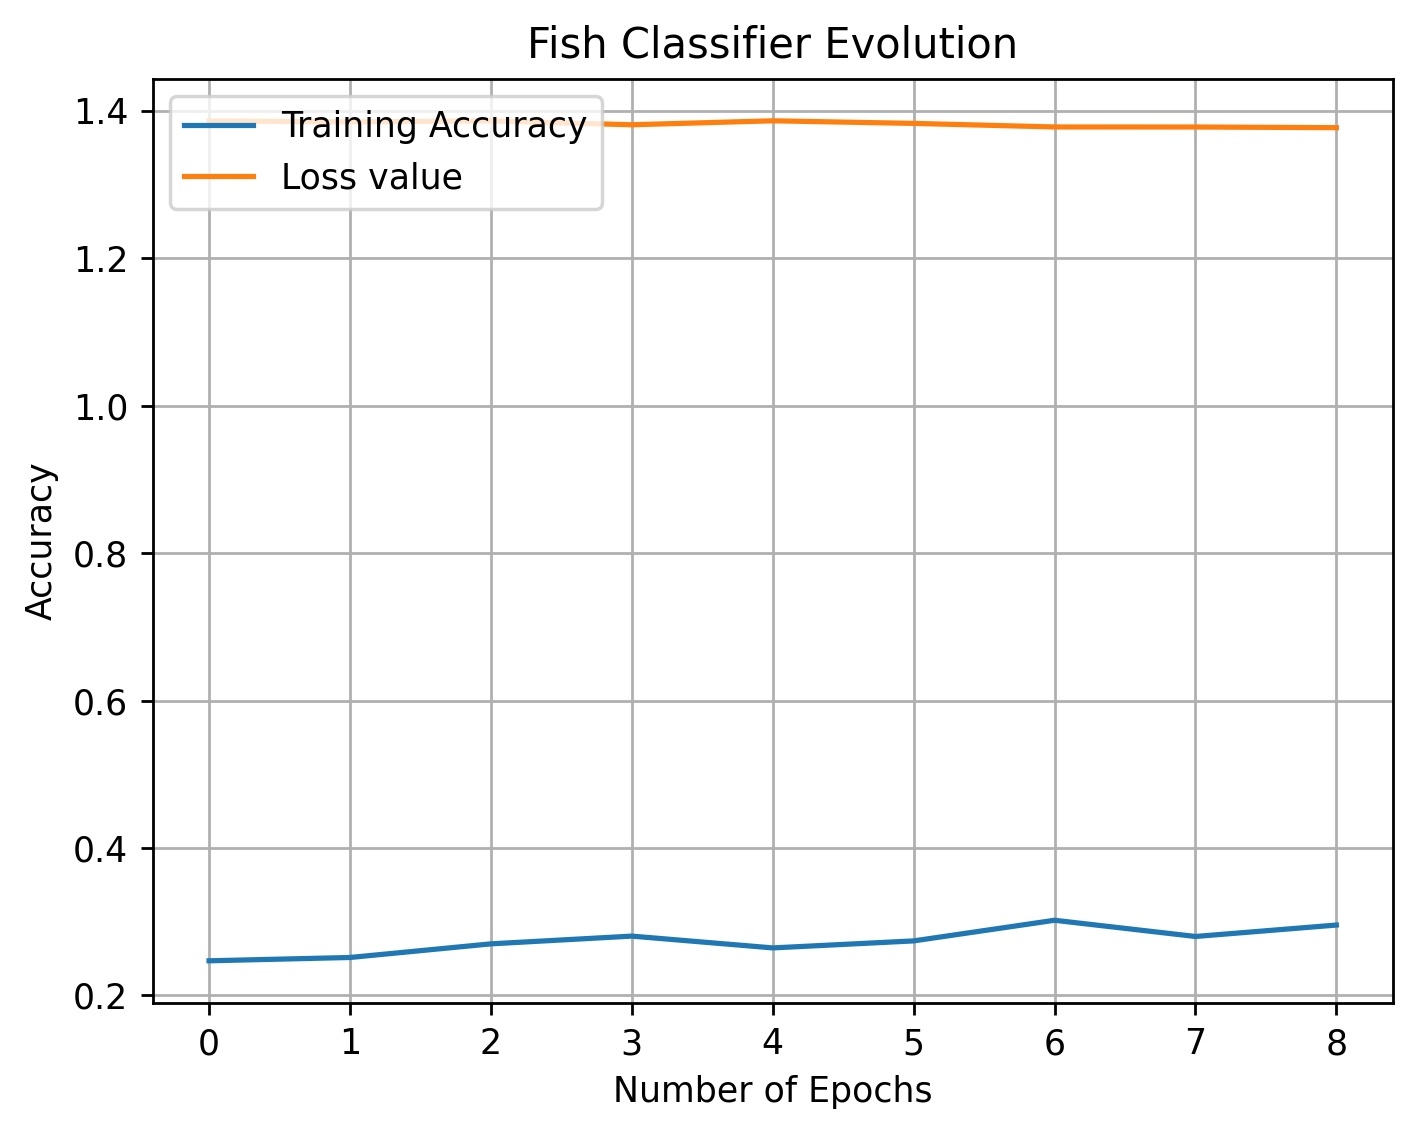 Fish Classifier Evolution
1.4
1.2
1.0
0.8
0.6
0.4
0.2
Accuracy
Training Accuracy
Loss value
0 1 2 3 4 5 6 7 8
Number of Epochs